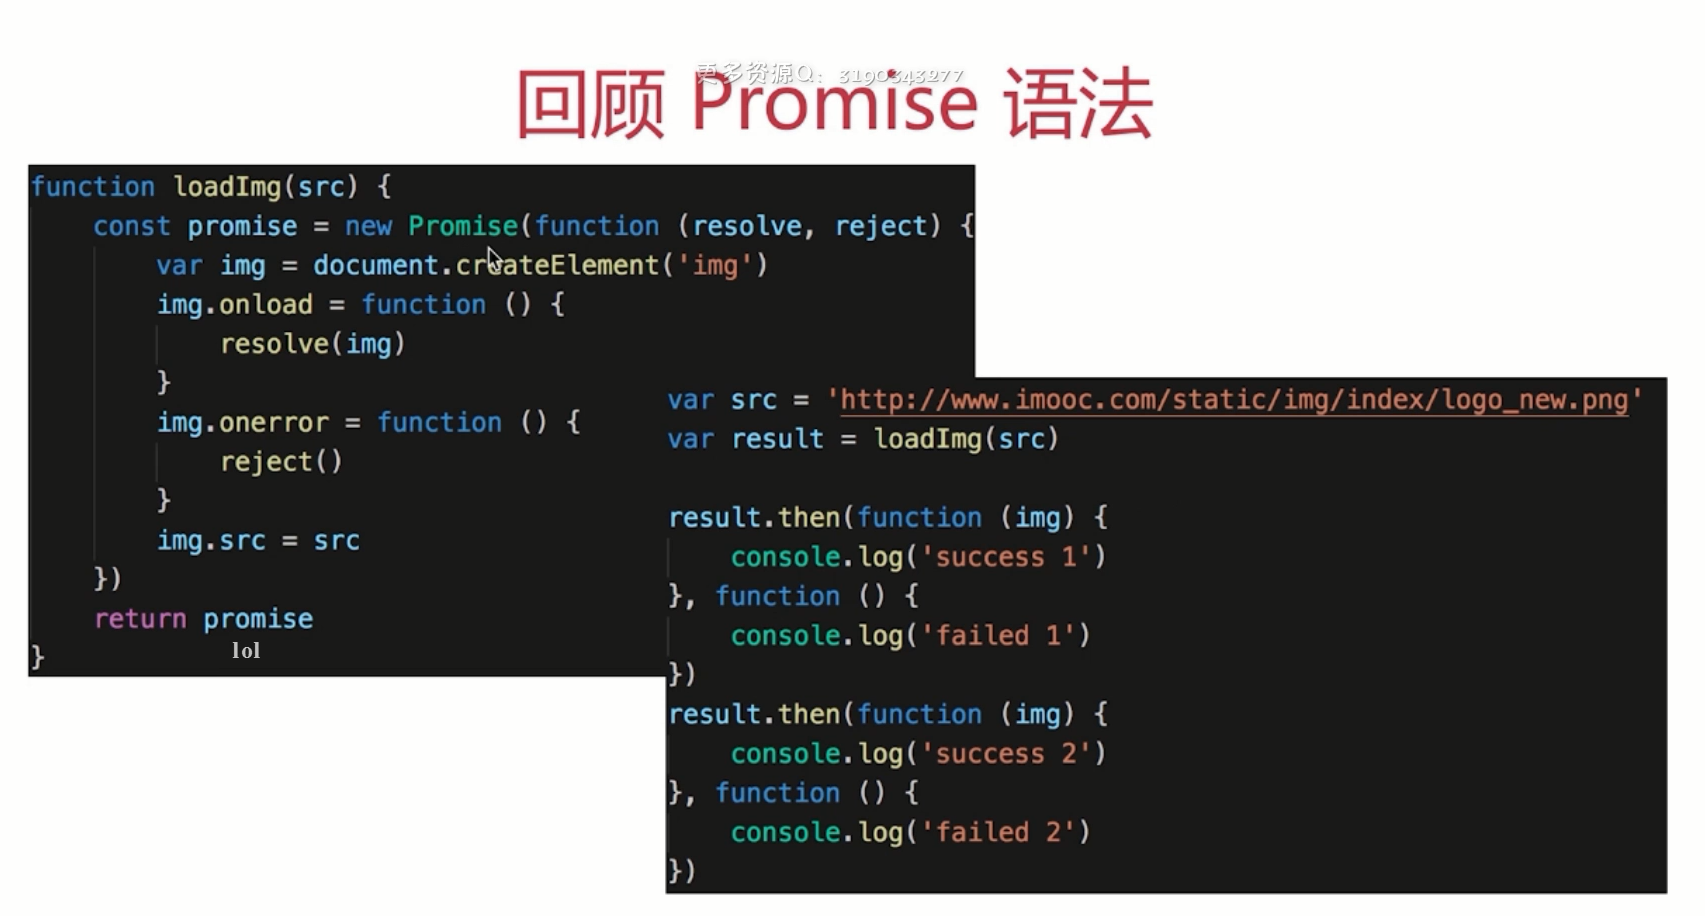 更多资源Q：3190343277
回顾 Promise 语法
function loadImg(src) {
    const promise = new Promise(function (resolve, reject) {
        var img = document.createElement('img')
        img.onload = function () {
            resolve(img)
        }
        img.onerror = function () {
            reject()
        }
        img.src = src
    })
    return promise
lol
}
var src = 'http://www.imooc.com/static/img/index/logo_new.png'
var result = loadImg(src)
result.then(function (img) {
    console.log('success 1')
}, function () {
    console.log('failed 1')
})
result.then(function (img) {
    console.log('success 2')
}, function () {
    console.log('failed 2')
})